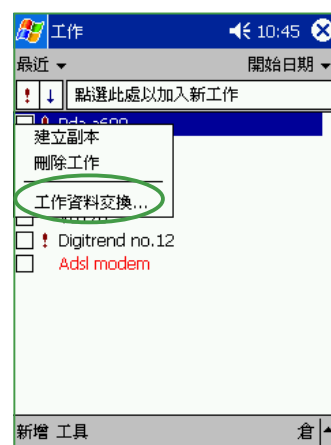 工作 10:45
最近 開始日期
點選此處以加入新工作
建立副本
刪除工作
工作資料交換...
! Digitrend no.12
Adsl modem
新增 工具 倉